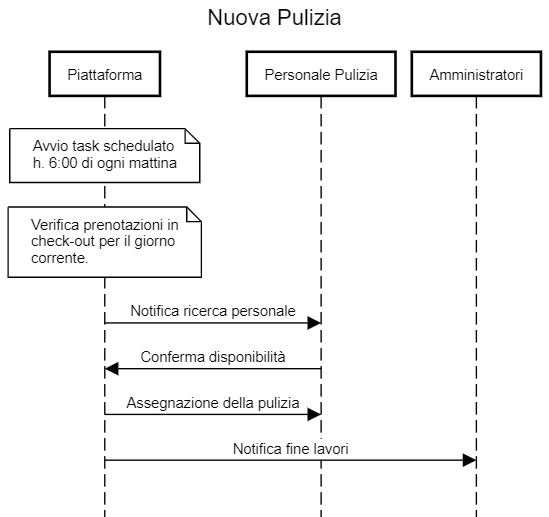 Nuova Pulizia
Piattaforma
Personale Pulizia
Amministratori
Avvio task schedulato
h. 6:00 di ogni mattina
Verifica prenotazioni in
check-out per il giorno
corrente.
Notifica ricerca personale
Conferma disponibilità
Assegnazione della pulizia
Notifica fine lavori